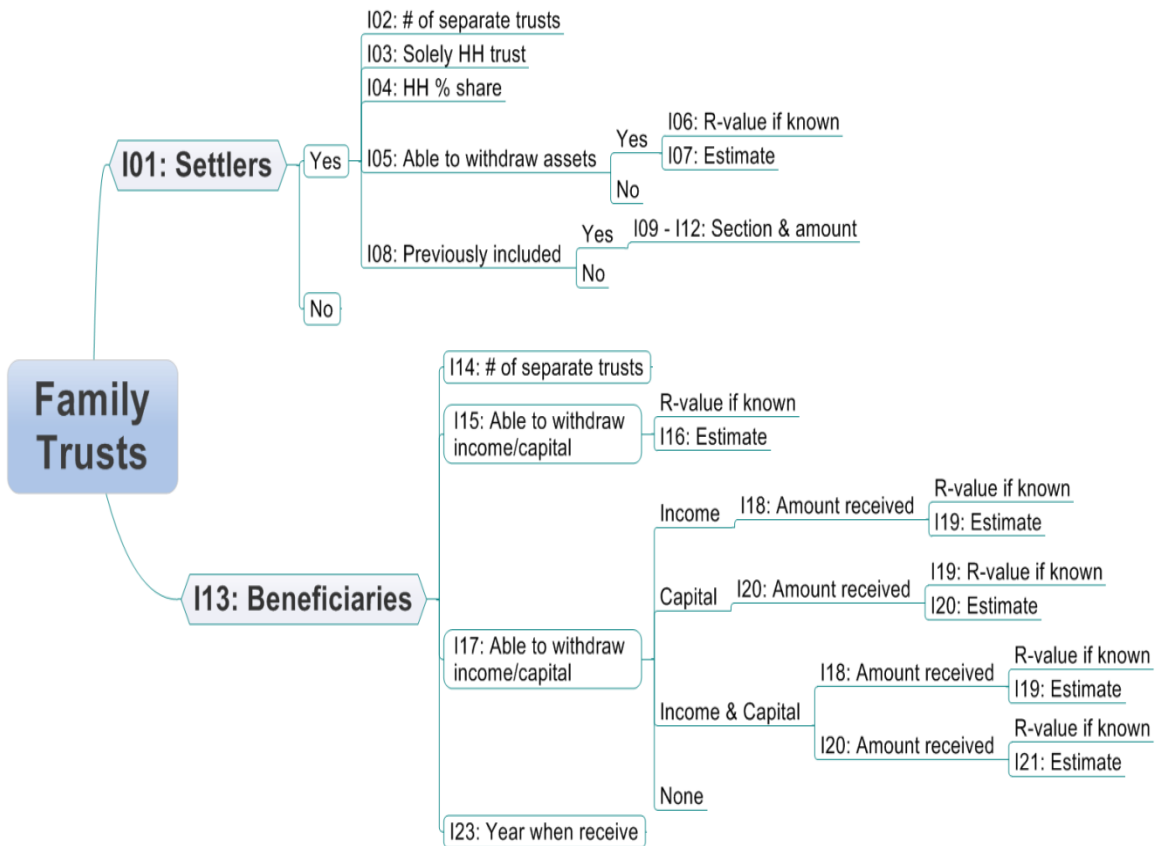 I02: # of separate trusts
I03: Solely HH trust
I04: HH % share
I01: Settlers
Yes
I05: Able to withdraw assets
Yes
I06: R-value if known
I07: Estimate
No
I08: Previously included
Yes
I09 - I12: Section & amount
No
No
Family
Trusts
I13: Beneficiaries
I14: # of separate trusts
I15: Able to withdraw
income/capital
R-value if known
I16: Estimate
I17: Able to withdraw
income/capital
Income
I18: Amount received
R-value if known
I19: Estimate
Capital
I20: Amount received
I19: R-value if known
I20: Estimate
Income & Capital
I18: Amount received
R-value if known
I19: Estimate
I20: Amount received
R-value if known
I21: Estimate
None
I23: Year when receive